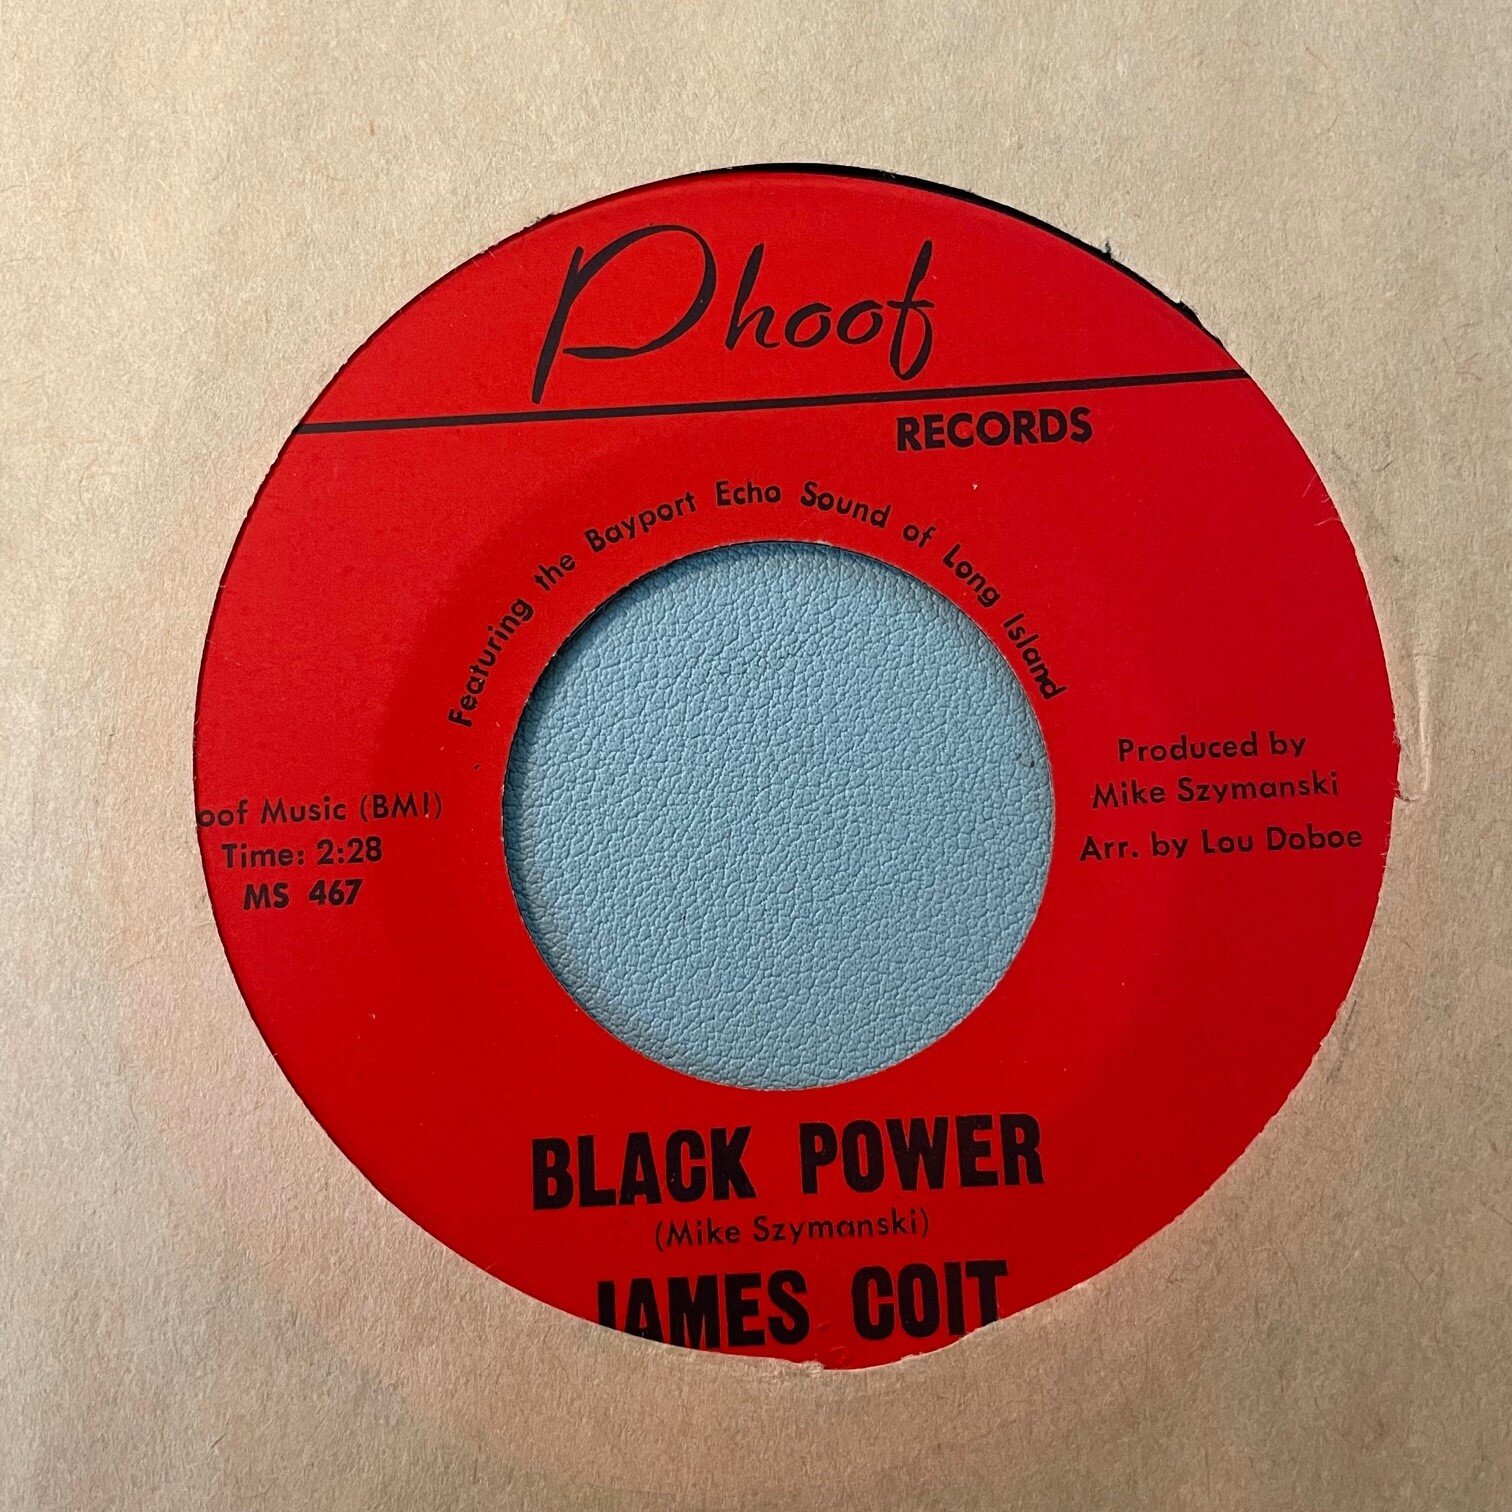 Phoof
RECORDS
Featuring the Bayport Echo Sound of Long Island
Produced by
Mike Szymanski
Arr. by Lou Doboe
oof Music (BMI)
Time: 2:28
MS 467
BLACK POWER
(Mike Szymanski)
JAMES COIT